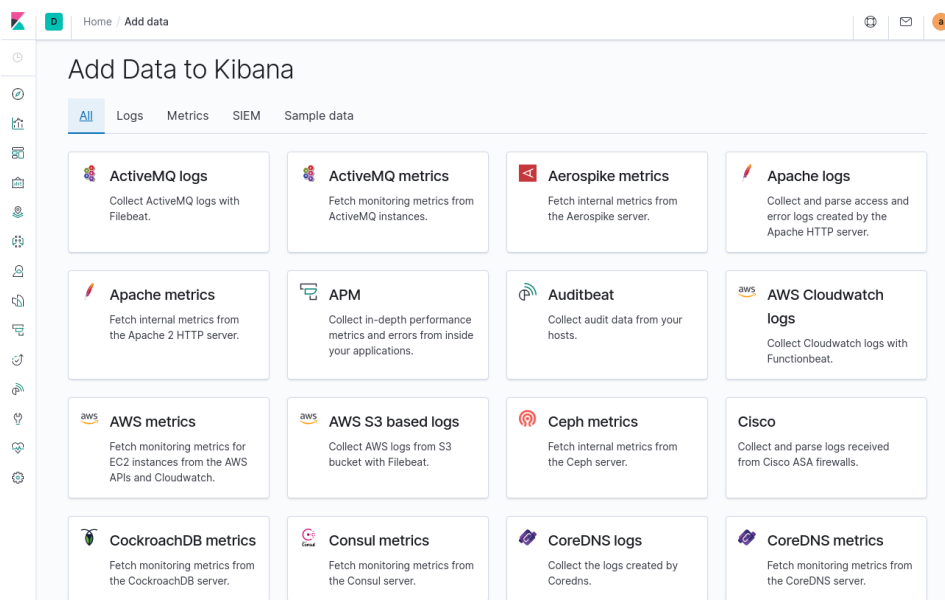 D Home / Add data a
Add Data to Kibana
All Logs Metrics SIEM Sample data
ActiveMQ logs
Collect ActiveMQ logs with
Filebeat.
ActiveMQ metrics
Fetch monitoring metrics from
ActiveMQ instances.
Aerospike metrics
Fetch internal metrics from
the Aerospike server.
Apache logs
Collect and parse access and
error logs created by the
Apache HTTP server.
Apache metrics
Fetch internal metrics from
the Apache 2 HTTP server.
APM
Collect in-depth performance
metrics and errors from inside
your applications.
Auditbeat
Collect audit data from your
hosts.
aws
AWS Cloudwatch
logs
Collect Cloudwatch logs with
Functionbeat.
aws
AWS metrics
Fetch monitoring metrics for
EC2 instances from the AWS
APIs and Cloudwatch.
aws
AWS S3 based logs
Collect AWS logs from S3
bucket with Filebeat.
Ceph metrics
Fetch internal metrics from
the Ceph server.
Cisco
Collect and parse logs received
from Cisco ASA firewalls.
CockroachDB metrics
Fetch monitoring metrics from
the CockroachDB server.
Consul
Consul metrics
Fetch monitoring metrics from
the Consul server.
CoreDNS logs
Collect the logs created by
Coredns.
CoreDNS metrics
Fetch monitoring metrics from
the CoreDNS server.